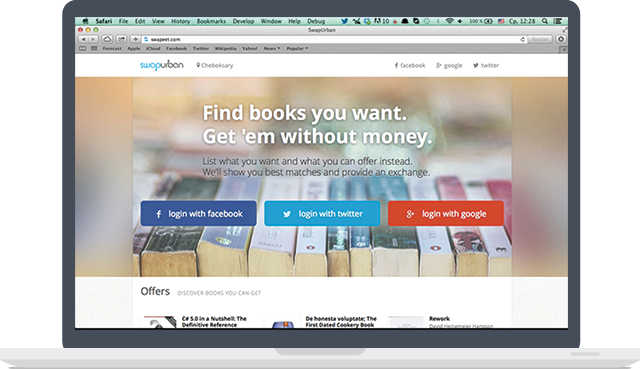 Safari File Edit View History Bookmarks Develop Window Help Debug 10 100 % Ср, 12:28
SwapUrban
swapeet.com Reader
Forecast Apple iCloud Facebook Twitter Wikipedia Yahoo! News Popular
swapurban Cheboksary facebook google twitter
Find books you want.
Get 'em without money.
List what you want and what you can offer instead.
We'll show you best matches and provide an exchange.
login with facebook login with twitter login with google
Offers DISCOVER BOOKS YOU CAN GET
C# 5.0 in a Nutshell: The De honesta voluptate; The Rework
Definitive Reference First Dated Cookery Book David Heinemeier Hansson,